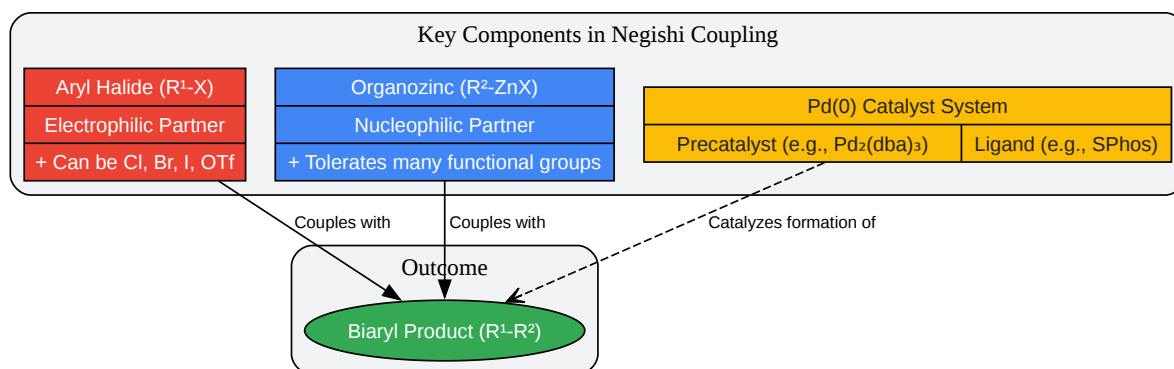 Key Components in Negishi Coupling
Aryl Halide (R¹-X)
Electrophilic Partner
+ Can be Cl, Br, I, OTf
Organozinc (R²-ZnX)
Nucleophilic Partner
+ Tolerates many functional groups
Pd(0) Catalyst System
Precatalyst (e.g., Pd₂(dba)₃)
Ligand (e.g., SPhos)
Couples with
Couples with
Catalyzes formation of
Outcome
Biaryl Product (R¹-R²)